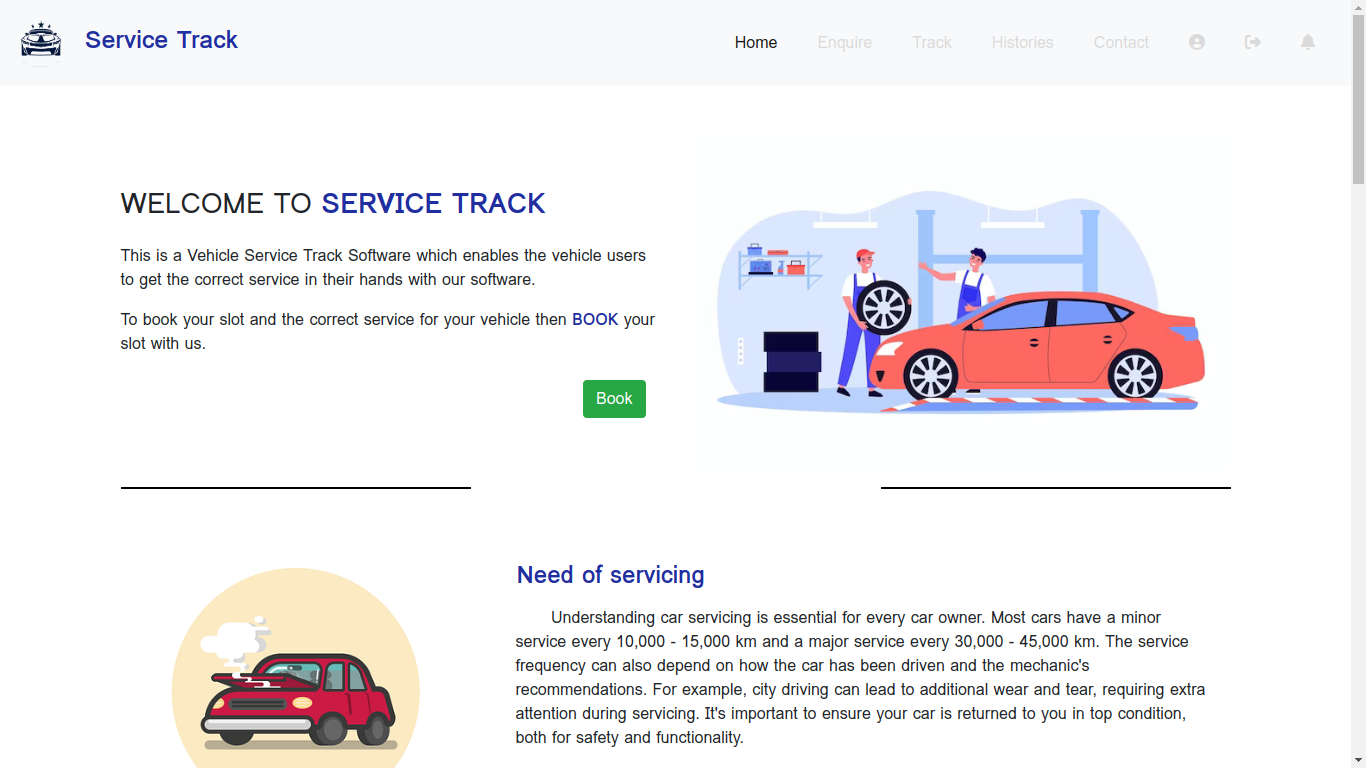 Service Track
Home Enquire Track Histories Contact
WELCOME TO SERVICE TRACK
This is a Vehicle Service Track Software which enables the vehicle users
to get the correct service in their hands with our software.
To book your slot and the correct service for your vehicle then BOOK your
slot with us.
Book
Need of servicing
Understanding car servicing is essential for every car owner. Most cars have a minor
service every 10,000 - 15,000 km and a major service every 30,000 - 45,000 km. The service
frequency can also depend on how the car has been driven and the mechanic's
recommendations. For example, city driving can lead to additional wear and tear, requiring extra
attention during servicing. It's important to ensure your car is returned to you in top condition,
both for safety and functionality.